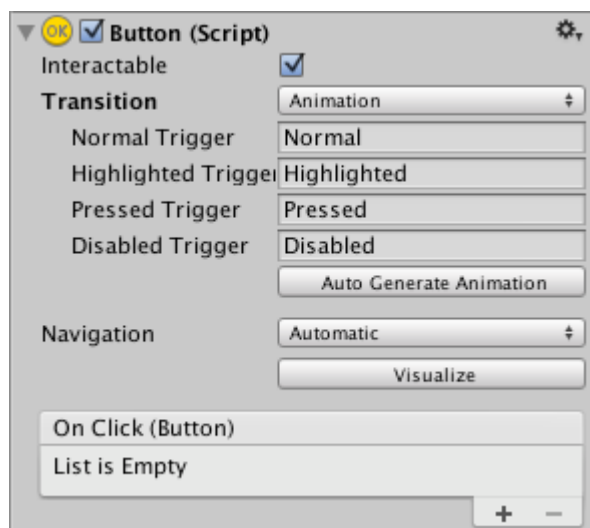 OK Button (Script)
Interactable
Transition Animation
Normal Trigger Normal
Highlighted Trigger Highlighted
Pressed Trigger Pressed
Disabled Trigger Disabled
Auto Generate Animation
Navigation Automatic
Visualize
On Click (Button)
List is Empty
+ −